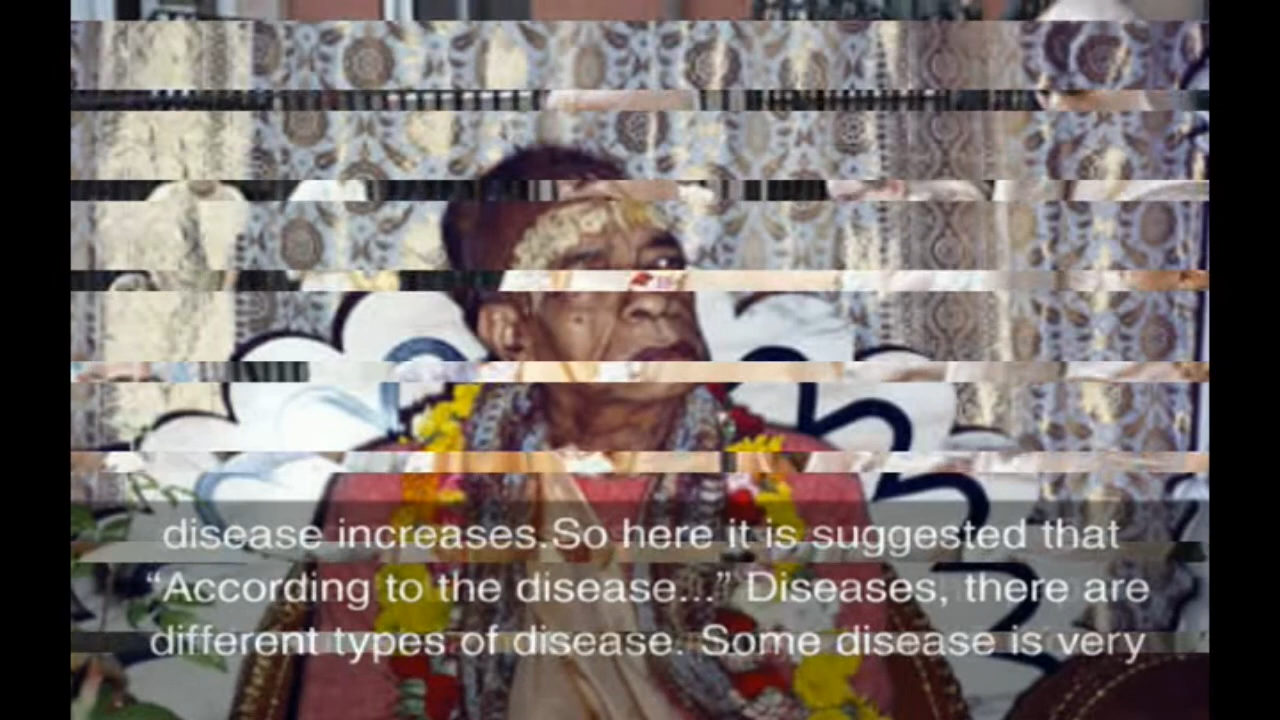 disease increases.So here it is suggested that
“According to the disease...” Diseases, there are
different types of disease. Some disease is very